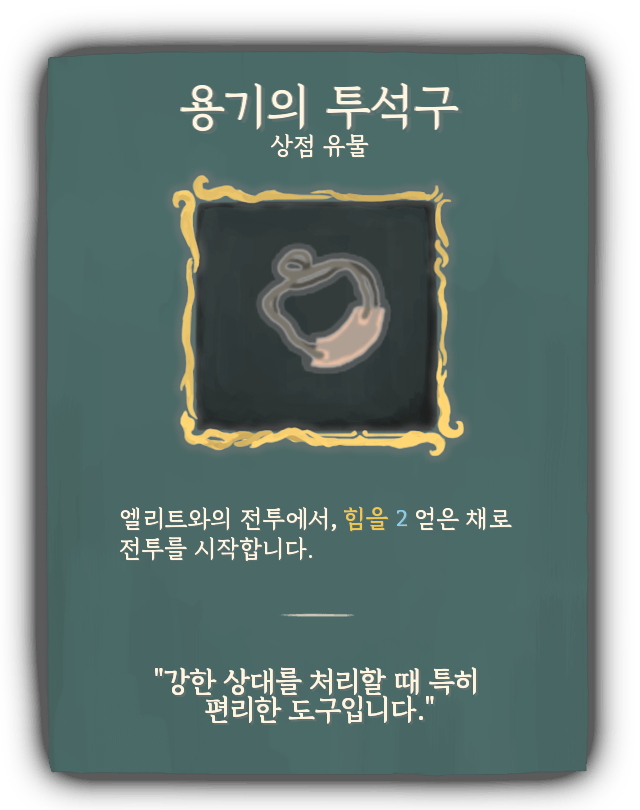 용기의 투석구
상점 유물
엘리트와의 전투에서, 힘을 2 얻은 채로
전투를 시작합니다.
"강한 상대를 처리할 때 특히
편리한 도구입니다."